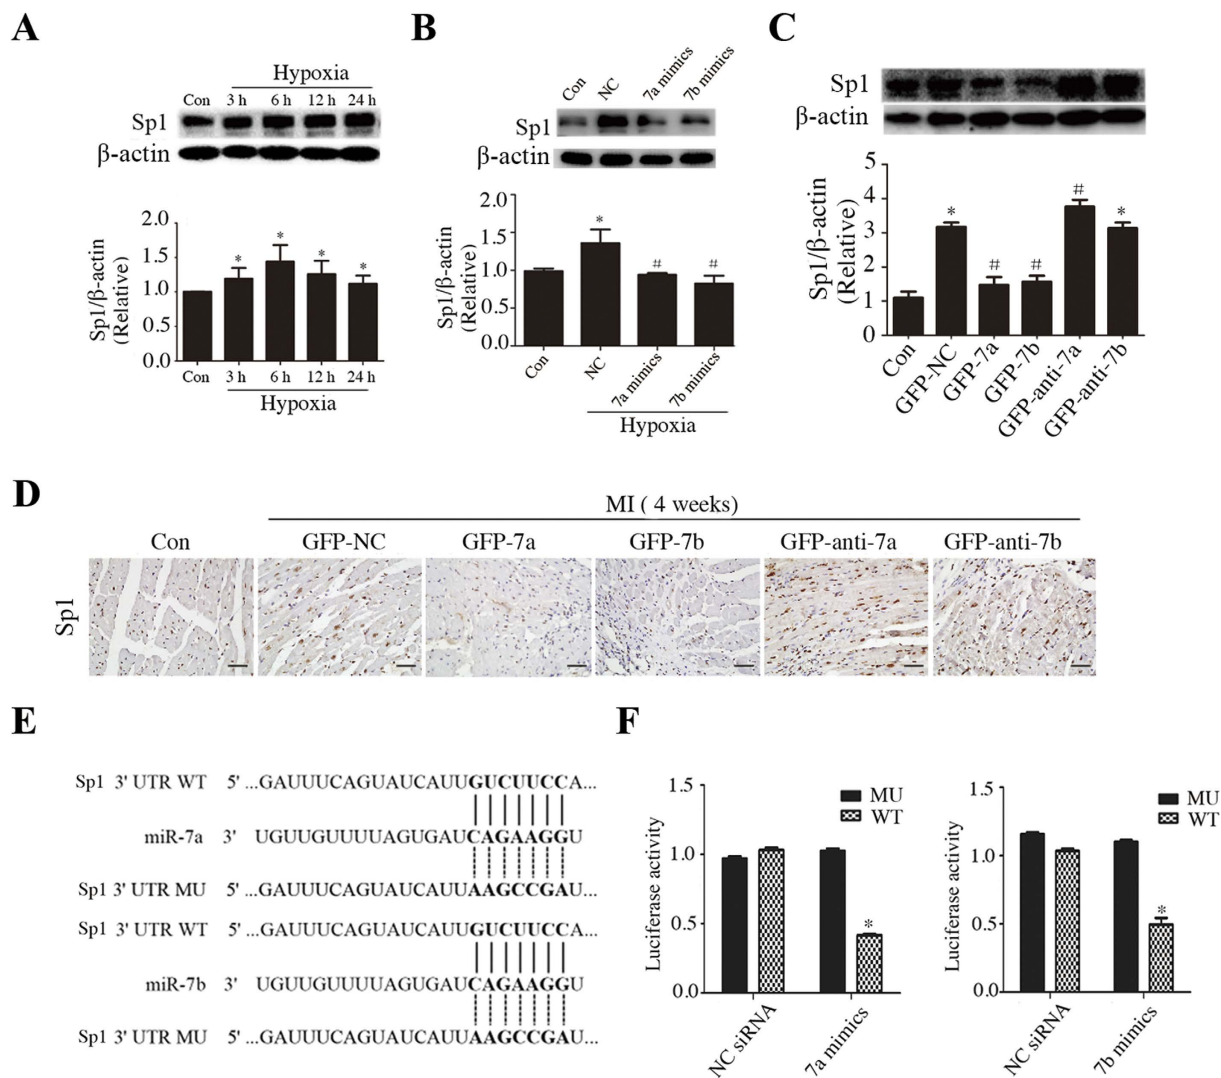 A
Hypoxia
Con 3 h 6 h 12 h 24 h
Sp1
β-actin
Sp1/β-actin
(Relative)
2.0
1.5
1.0
0.5
0.0
* * * *
Con 3 h 6 h 12 h 24 h
Hypoxia
B
Con NC 7a mimics 7b mimics
Sp1
β-actin
Sp1/β-actin
(Relative)
2.0
1.5
1.0
0.5
0.0
* # #
Con NC 7a mimics 7b mimics
Hypoxia
C
Sp1
β-actin
Sp1/β-actin
(Relative)
5
4
3
2
1
0
* # # # *
Con GFP-NC GFP-7a GFP-7b GFP-anti-7a GFP-anti-7b
D
MI ( 4 weeks)
Con GFP-NC GFP-7a GFP-7b GFP-anti-7a GFP-anti-7b
Sp1
E
Sp1 3' UTR WT 5' ...GAUUUCAGUAUCAUUGUCUUCCA...
miR-7a 3' UGUUGUUUUAGUGAUCAGAAGGU
Sp1 3' UTR MU 5' ...GAUUUCAGUAUCAUUAAGCCGAU...
Sp1 3' UTR WT 5' ...GAUUUCAGUAUCAUUGUCUUCCA...
miR-7b 3' UGUUGUUUUAGUGAUCAGAAGGU
Sp1 3' UTR MU 5' ...GAUUUCAGUAUCAUUAAGCCGAU...
F
Luciferase activity
1.5
1.0
0.5
0.0
MU
WT
*
NC siRNA 7a mimics
Luciferase activity
1.5
1.0
0.5
0.0
MU
WT
*
NC siRNA 7b mimics